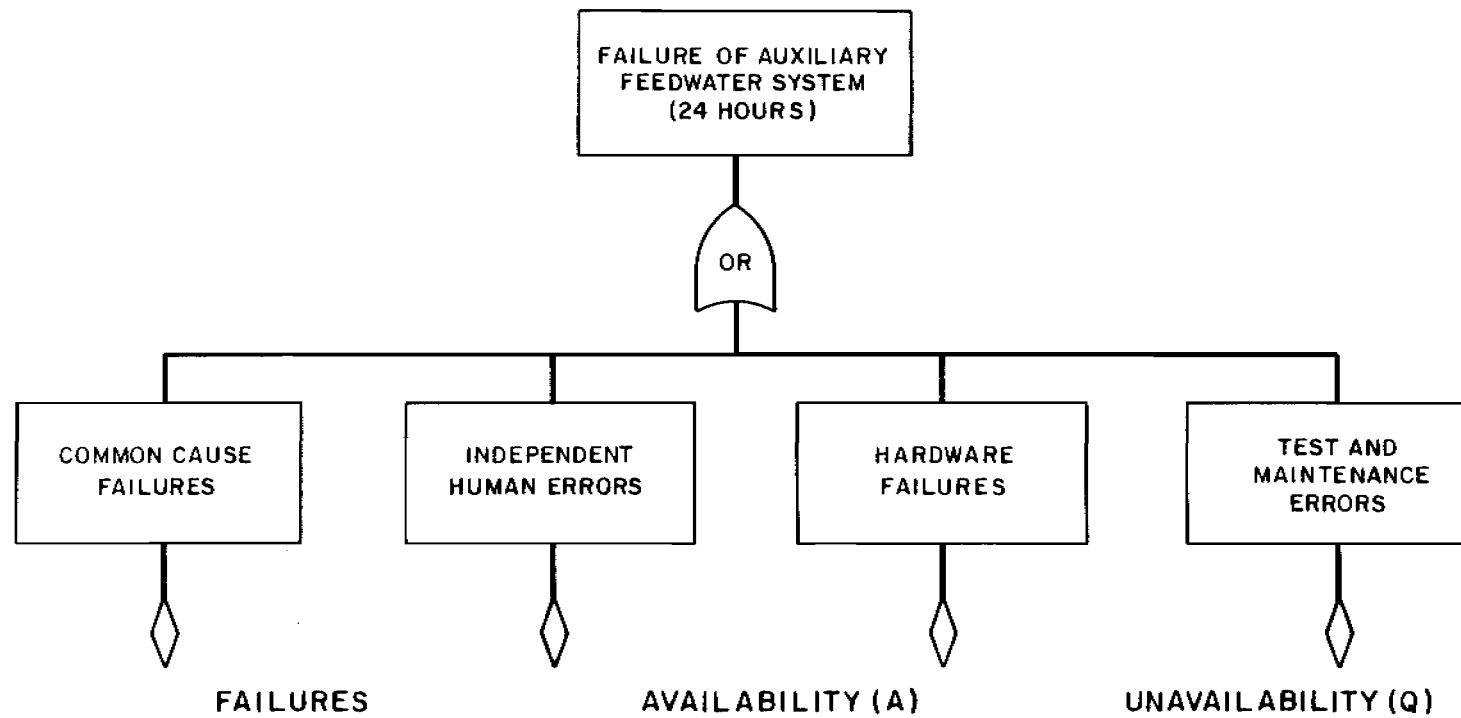 FAILURE OF AUXILIARY
FEEDWATER SYSTEM
(24 HOURS)
OR
COMMON CAUSE
FAILURES
INDEPENDENT
HUMAN ERRORS
HARDWARE
FAILURES
TEST AND
MAINTENANCE
ERRORS
FAILURES AVAILABILITY (A) UNAVAILABILITY (Q)